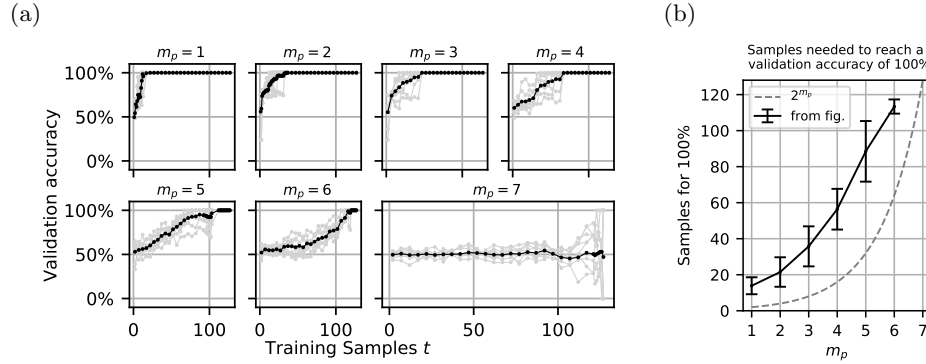 (a)
(b)
m_p = 1
m_p = 2
m_p = 3
m_p = 4
100%
50%
0%
m_p = 5
m_p = 6
m_p = 7
100%
50%
0%
0 100
0 100
0 50 100
Validation accuracy
Training Samples t
Samples needed to reach a
validation accuracy of 100%
120
100
80
60
40
20
0
2^{m_p}
from fig.
Samples for 100%
1 2 3 4 5 6 7
m_p